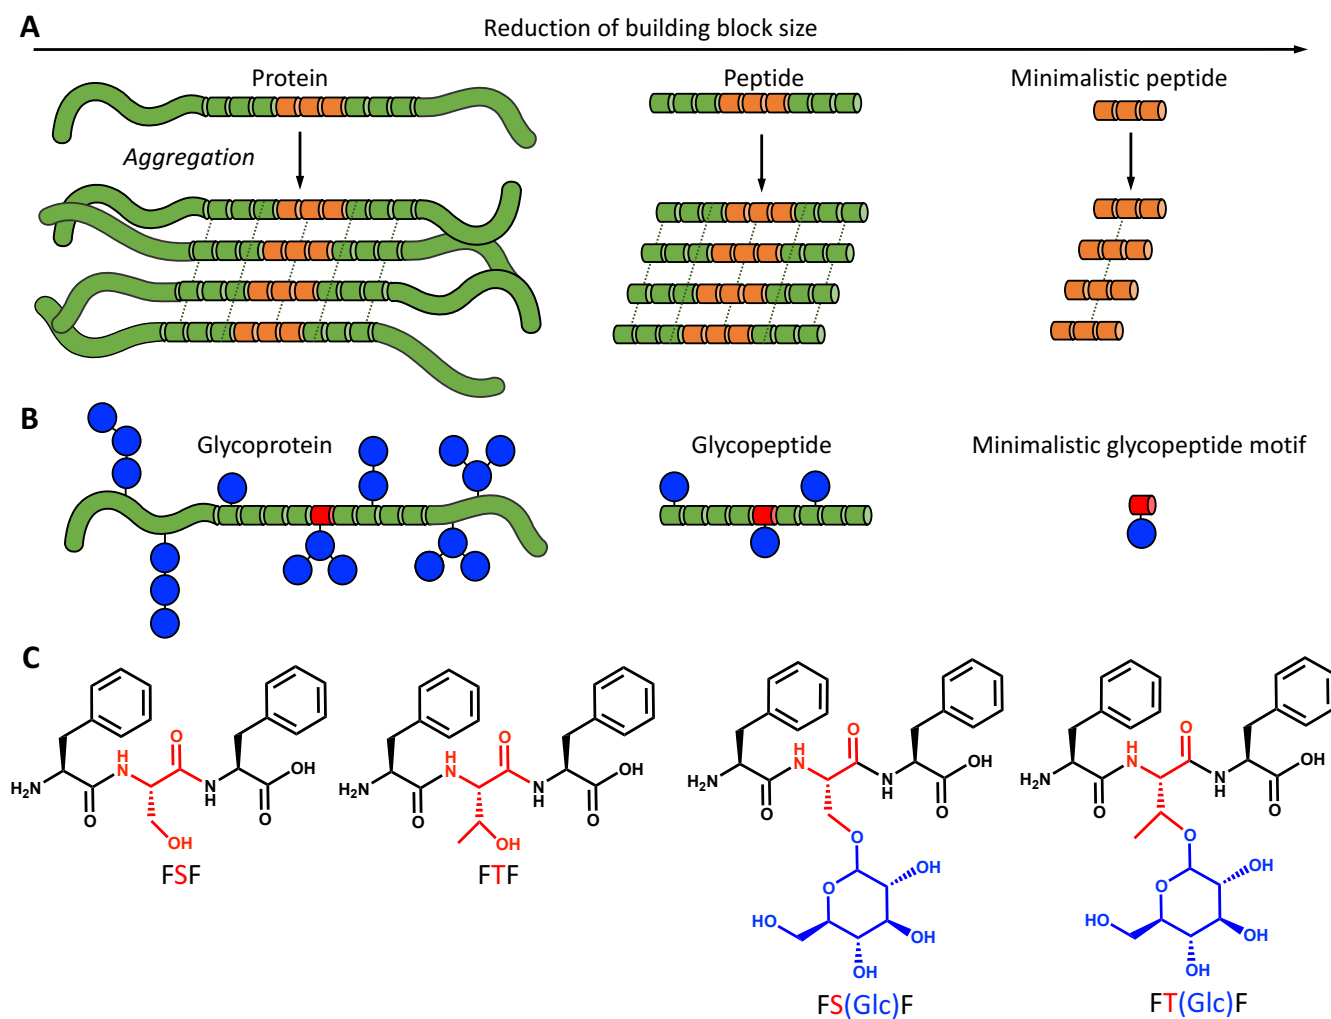 A
Reduction of building block size
Protein
Peptide
Minimalistic peptide
Aggregation
B
Glycoprotein
Glycopeptide
Minimalistic glycopeptide motif
C
H₂N
O
H
N
O
OH
N
H
O
OH
FSF
H₂N
O
H
N
O
OH
N
H
O
OH
FTF
H₂N
O
H
N
O
N
H
O
OH
O
O
OH
HO
OH
OH
FS(Glc)F
H₂N
O
H
N
O
N
H
O
OH
O
O
OH
HO
OH
OH
FT(Glc)F